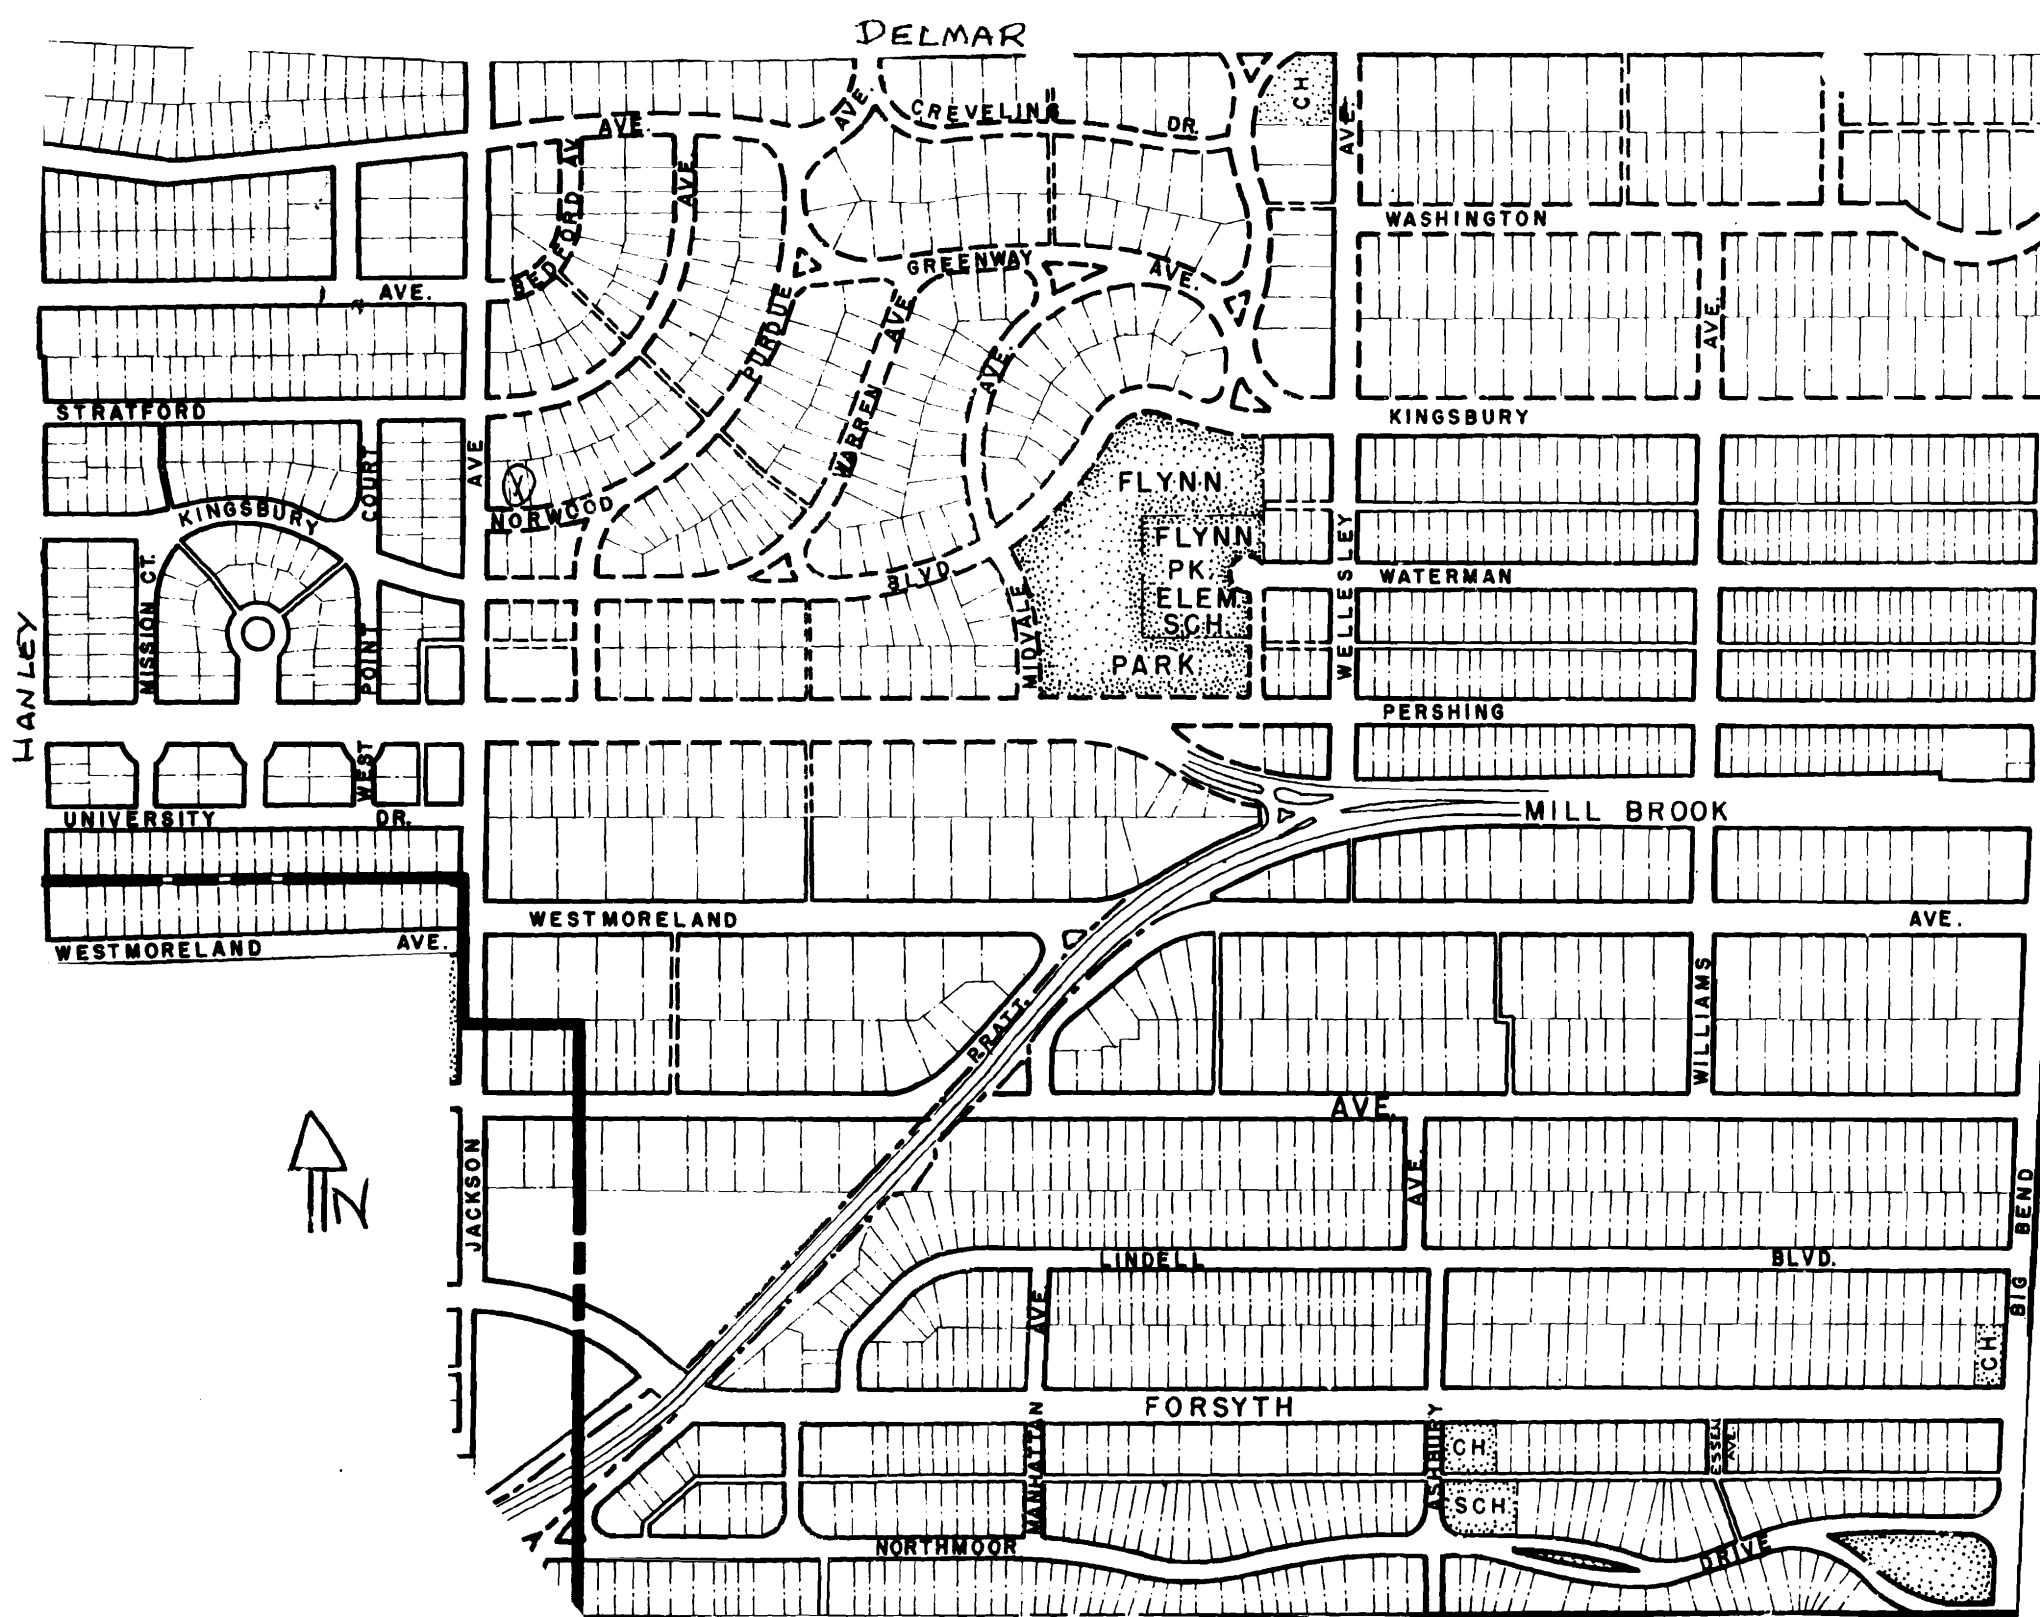 DELMAR
CH
AVE.
CREVELING
DR.
AVE.
AVE.
BEDFORD AV
AVE.
WASHINGTON
GREENWAY
AVE.
AVE.
PURDUE
AVE.
AVE.
AVE.
STRATFORD
KINGSBURY
WARREN
COURT
AVE
X
FLYNN
KINGSBURY
NORWOOD
FLYNN
PK.
ELEM.
SCH.
PARK
WELLESLEY
WATERMAN
BLVD.
MIDVALE
MISSION CT.
HANLEY
POINT
WEST
PERSHING
UNIVERSITY
DR.
MILL BROOK
WESTMORELAND
AVE.
WESTMORELAND
AVE.
WILLIAMS
PRATT
AVE.
JACKSON
N
AVE.
BIG BEND
LINDELL
BLVD.
AVE.
CH
FORSYTH
MANHATTAN
ASHBURY
CH.
ESSEN
AVE.
SCH.
NORTHMOOR
DRIVE